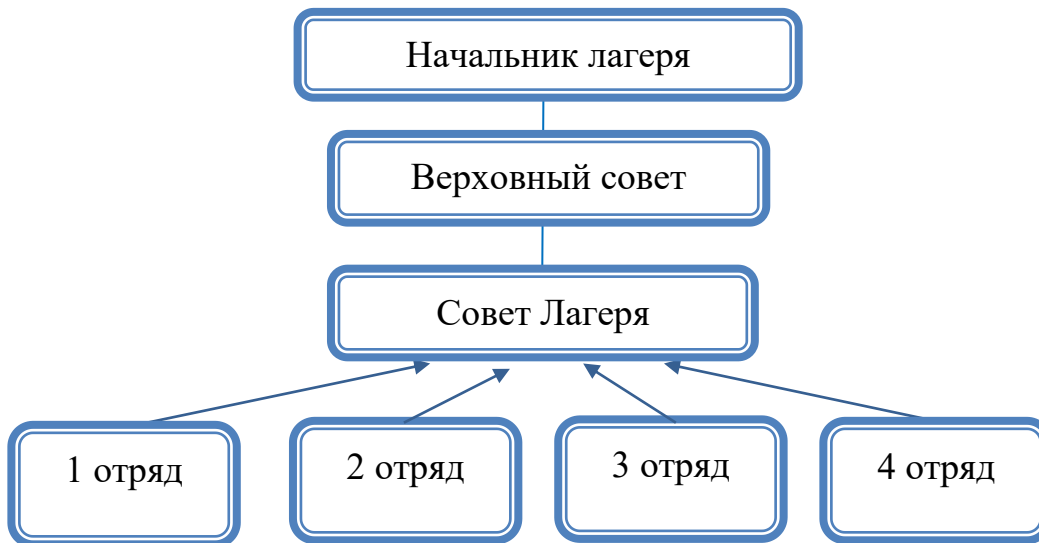 Начальник лагеря
Верховный совет
Совет Лагеря
1 отряд
2 отряд
3 отряд
4 отряд